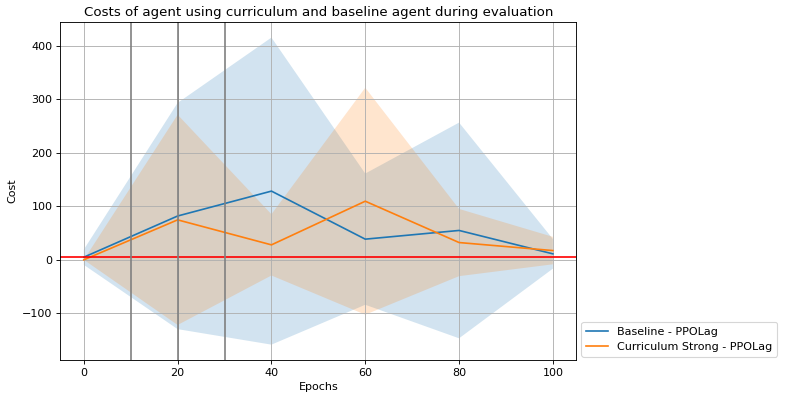 Costs of agent using curriculum and baseline agent during evaluation
400
300
200
100
0
−100
Cost
0 20 40 60 80 100
Epochs
Baseline - PPOLag
Curriculum Strong - PPOLag